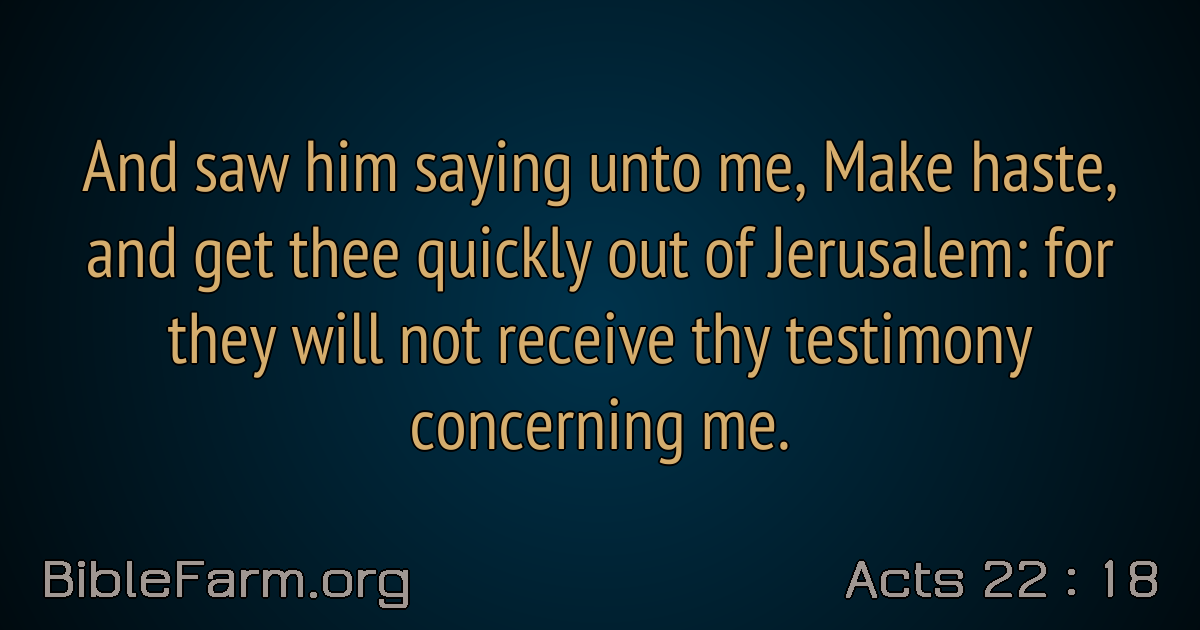 And saw him saying unto me, Make haste,
and get thee quickly out of Jerusalem: for
they will not receive thy testimony
concerning me.
BibleFarm.org
Acts 22 : 18